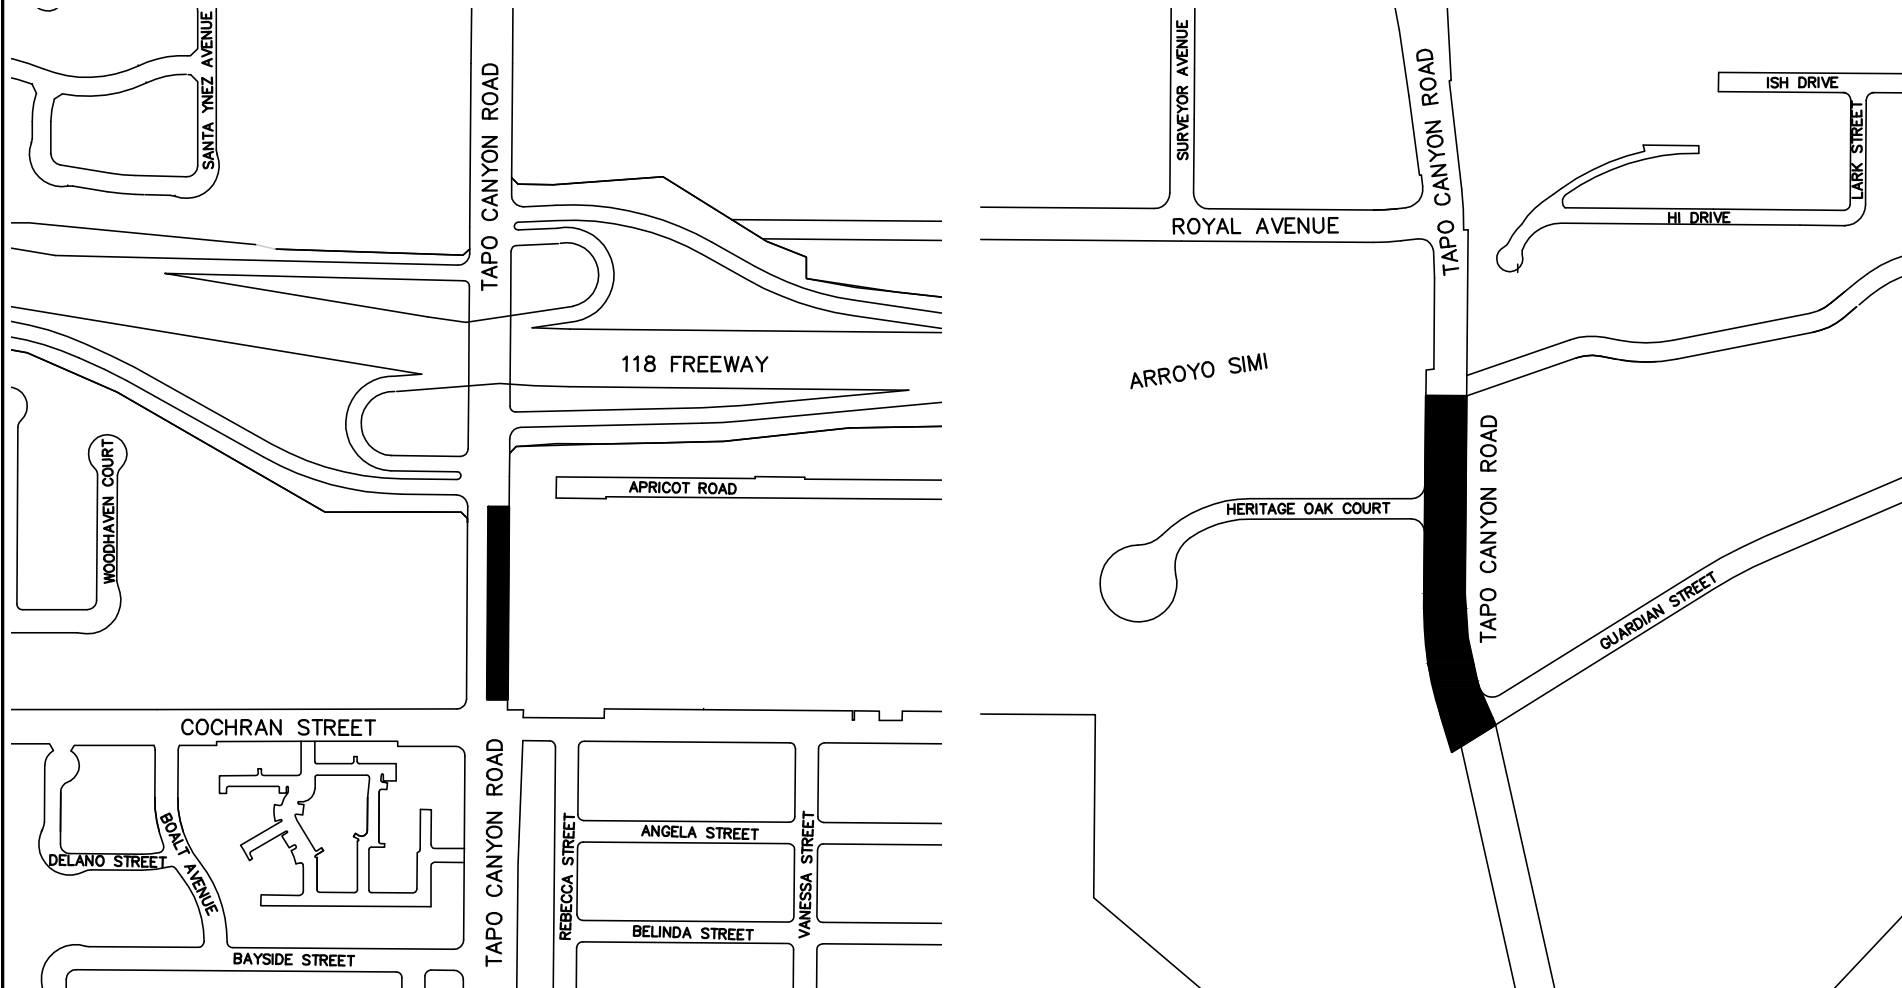 SANTA YNEZ AVENUE
TAPO CANYON ROAD
118 FREEWAY
WOODHAVEN COURT
APRICOT ROAD
COCHRAN STREET
TAPO CANYON ROAD
BOALT AVENUE
DELANO STREET
REBECCA STREET
ANGELA STREET
VANESSA STREET
BELINDA STREET
BAYSIDE STREET
SURVEYOR AVENUE
TAPO CANYON ROAD
ISH DRIVE
LARK STREET
ROYAL AVENUE
HI DRIVE
ARROYO SIMI
TAPO CANYON ROAD
HERITAGE OAK COURT
GUARDIAN STREET